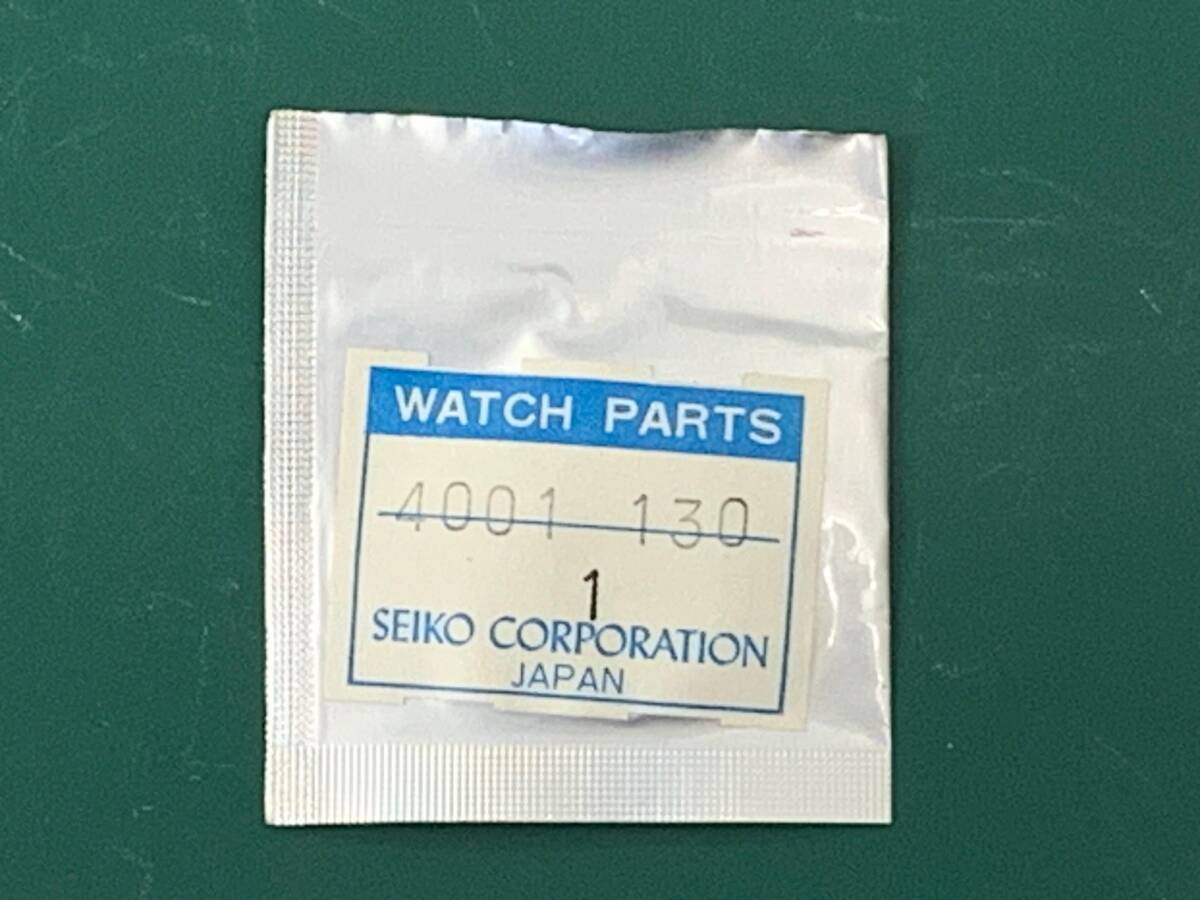 WATCH PARTS
4001 130
1
SEIKO CORPORATION
JAPAN